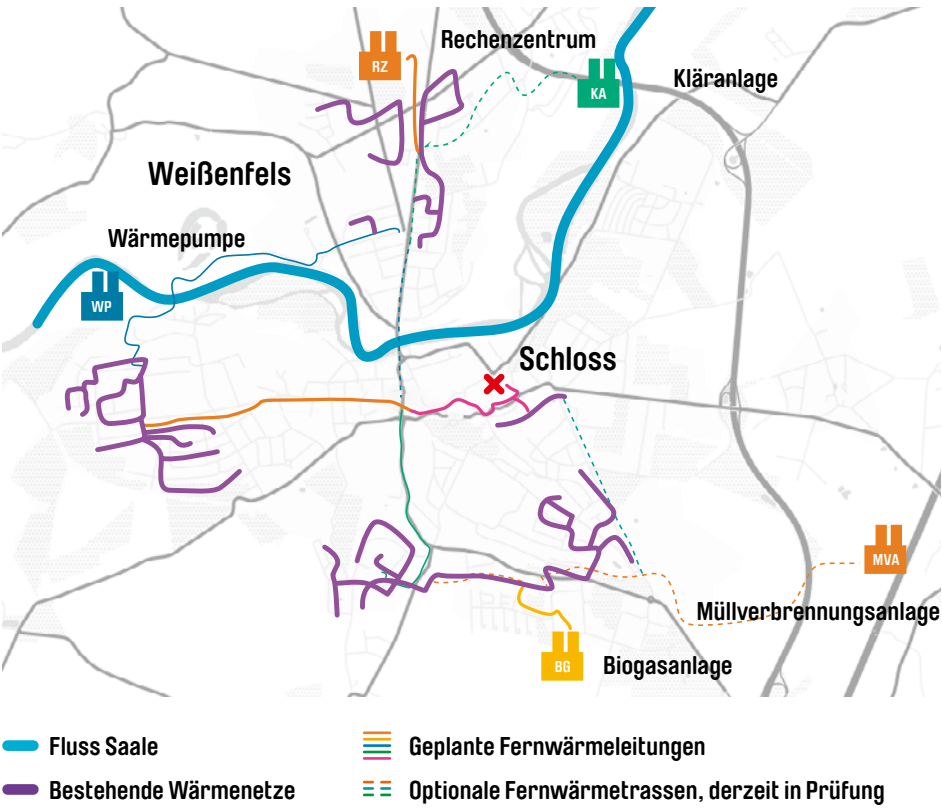 Rechenzentrum
RZ
Kläranlage
KA
Weißenfels
Wärmepumpe
WP
Schloss
MVA
Müllverbrennungsanlage
BG
Biogasanlage
Fluss Saale
Geplante Fernwärmeleitungen
Bestehende Wärmenetze
Optionale Fernwärmetrassen, derzeit in Prüfung